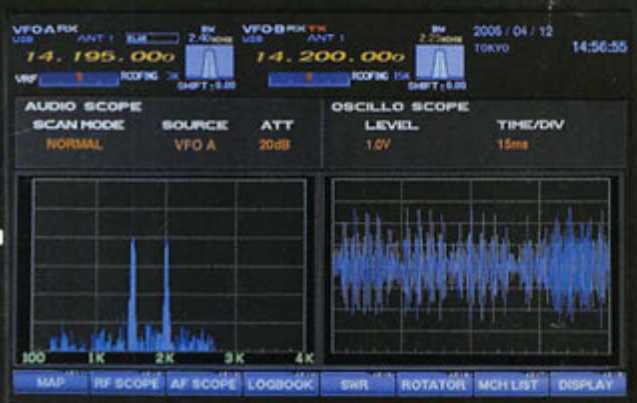 VFO-A RX
USB ANT 1
14.195.000
VRF ROOFING
BW
2.40KHz
SHIFT: 0.00
VFO-B RX TX
USB ANT 1
14.200.000
ROOFING 15K
BW
2.25KHz
SHIFT: 0.00
2006 / 04 / 12
TOKYO 14:56:55
AUDIO SCOPE
SCAN MODE SOURCE ATT
NORMAL VFO A 20dB
OSCILLO SCOPE
LEVEL TIME/DIV
1.0V 15ms
100 1K 2K 3K 4K
MAP RF SCOPE AF SCOPE LOGBOOK SWR ROTATOR MCH LIST DISPLAY